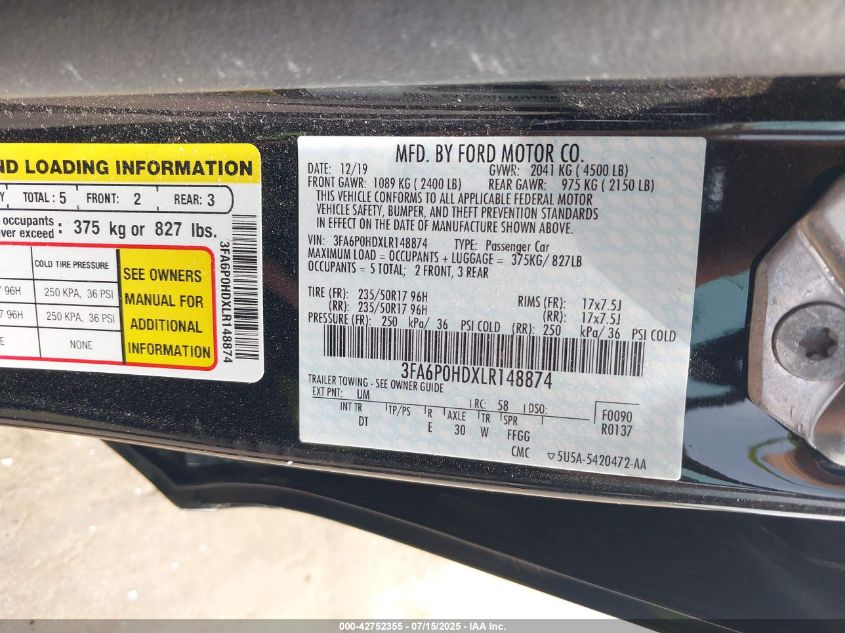 ND LOADING INFORMATION
Y TOTAL: 5 FRONT: 2 REAR: 3
occupants
ver exceed : 375 kg or 827 lbs.
COLD TIRE PRESSURE
7 96H 250 KPA, 36 PSI
7 96H 250 KPA, 36 PSI
E NONE
SEE OWNERS
MANUAL FOR
ADDITIONAL
INFORMATION
3FA6P0HDXLR148874
MFD. BY FORD MOTOR CO.
DATE: 12/19 GVWR: 2041 KG ( 4500 LB)
FRONT GAWR: 1089 KG ( 2400 LB) REAR GAWR: 975 KG ( 2150 LB)
THIS VEHICLE CONFORMS TO ALL APPLICABLE FEDERAL MOTOR
VEHICLE SAFETY, BUMPER, AND THEFT PREVENTION STANDARDS
IN EFFECT ON THE DATE OF MANUFACTURE SHOWN ABOVE.
VIN: 3FA6P0HDXLR148874 TYPE: Passenger Car
MAXIMUM LOAD = OCCUPANTS + LUGGAGE = 375KG/ 827LB
OCCUPANTS = 5 TOTAL; 2 FRONT, 3 REAR
TIRE (FR): 235/50R17 96H RIMS (FR): 17x7.5J
(RR): 235/50R17 96H (RR): 17x7.5J
PRESSURE (FR): 250 kPa/ 36 PSI COLD (RR): 250 kPa/ 36 PSI COLD
3FA6P0HDXLR148874
TRAILER TOWING - SEE OWNER GUIDE
EXT PNT: UM RC: 58 DSO: F0090
INT TR TP/PS R AXLE TR SPR R0137
DT E 30 W FFGG
CMC ▽5U5A-5420472-AA
000-42752355 - 07/15/2025 - IAA Inc.